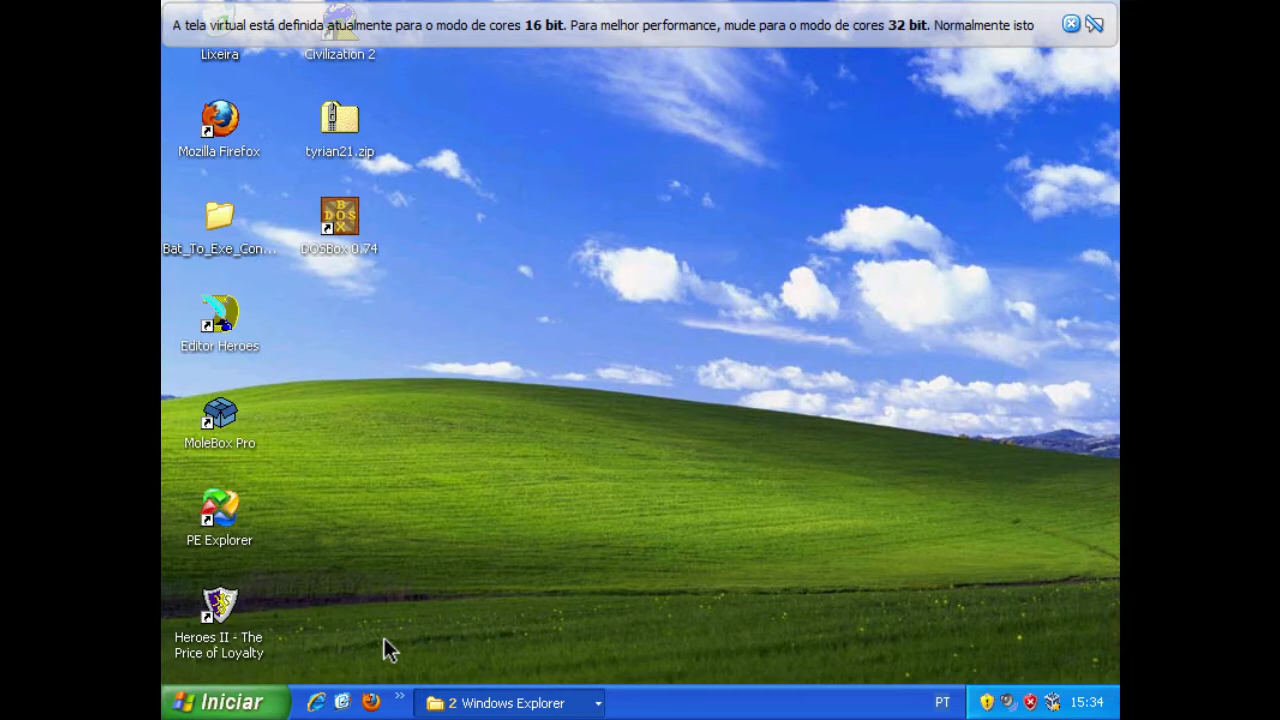 A tela virtual está definida atualmente para o modo de cores 16 bit. Para melhor performance, mude para o modo de cores 32 bit. Normalmente isto
Lixeira
Civilization 2
Mozilla Firefox
tyrian21.zip
Bat_To_Exe_Con...
DOSBox 0.74
Editor Heroes
MoleBox Pro
PE Explorer
Heroes II - The
Price of Loyalty
Iniciar
2 Windows Explorer
PT
15:34